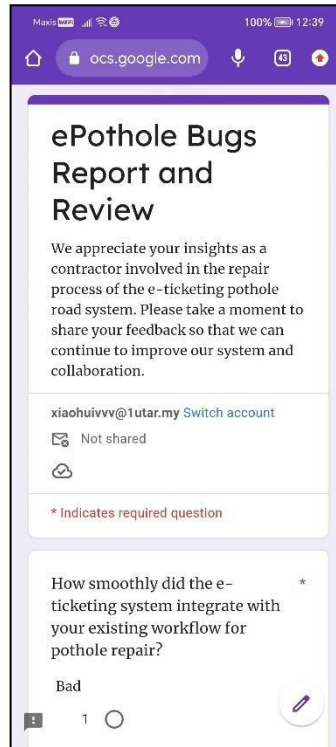 Maxis 100% 12:39
ocs.google.com 43
ePothole Bugs
Report and
Review
We appreciate your insights as a
contractor involved in the repair
process of the e-ticketing pothole
road system. Please take a moment to
share your feedback so that we can
continue to improve our system and
collaboration.
xiaohuivvv@1utar.my Switch account
Not shared
* Indicates required question
How smoothly did the e- *
ticketing system integrate with
your existing workflow for
pothole repair?
Bad
1